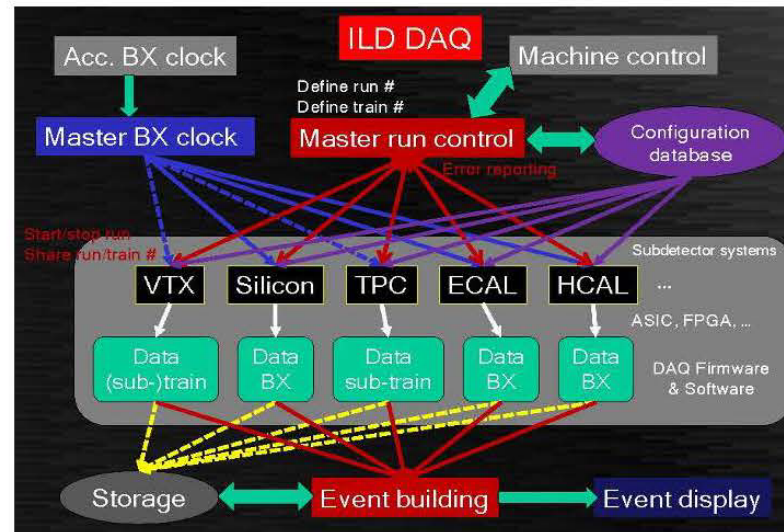 ILD DAQ
Acc. BX clock
Machine control
Define run #
Define train #
Master BX clock
Master run control
Configuration
database
Error reporting
Start/stop run
Share run/train #
Subdetector systems
VTX
Silicon
TPC
ECAL
HCAL
...
ASIC, FPGA, ...
Data
(sub-)train
Data
BX
Data
sub-train
Data
BX
Data
BX
DAQ Firmware
& Software
Storage
Event building
Event display